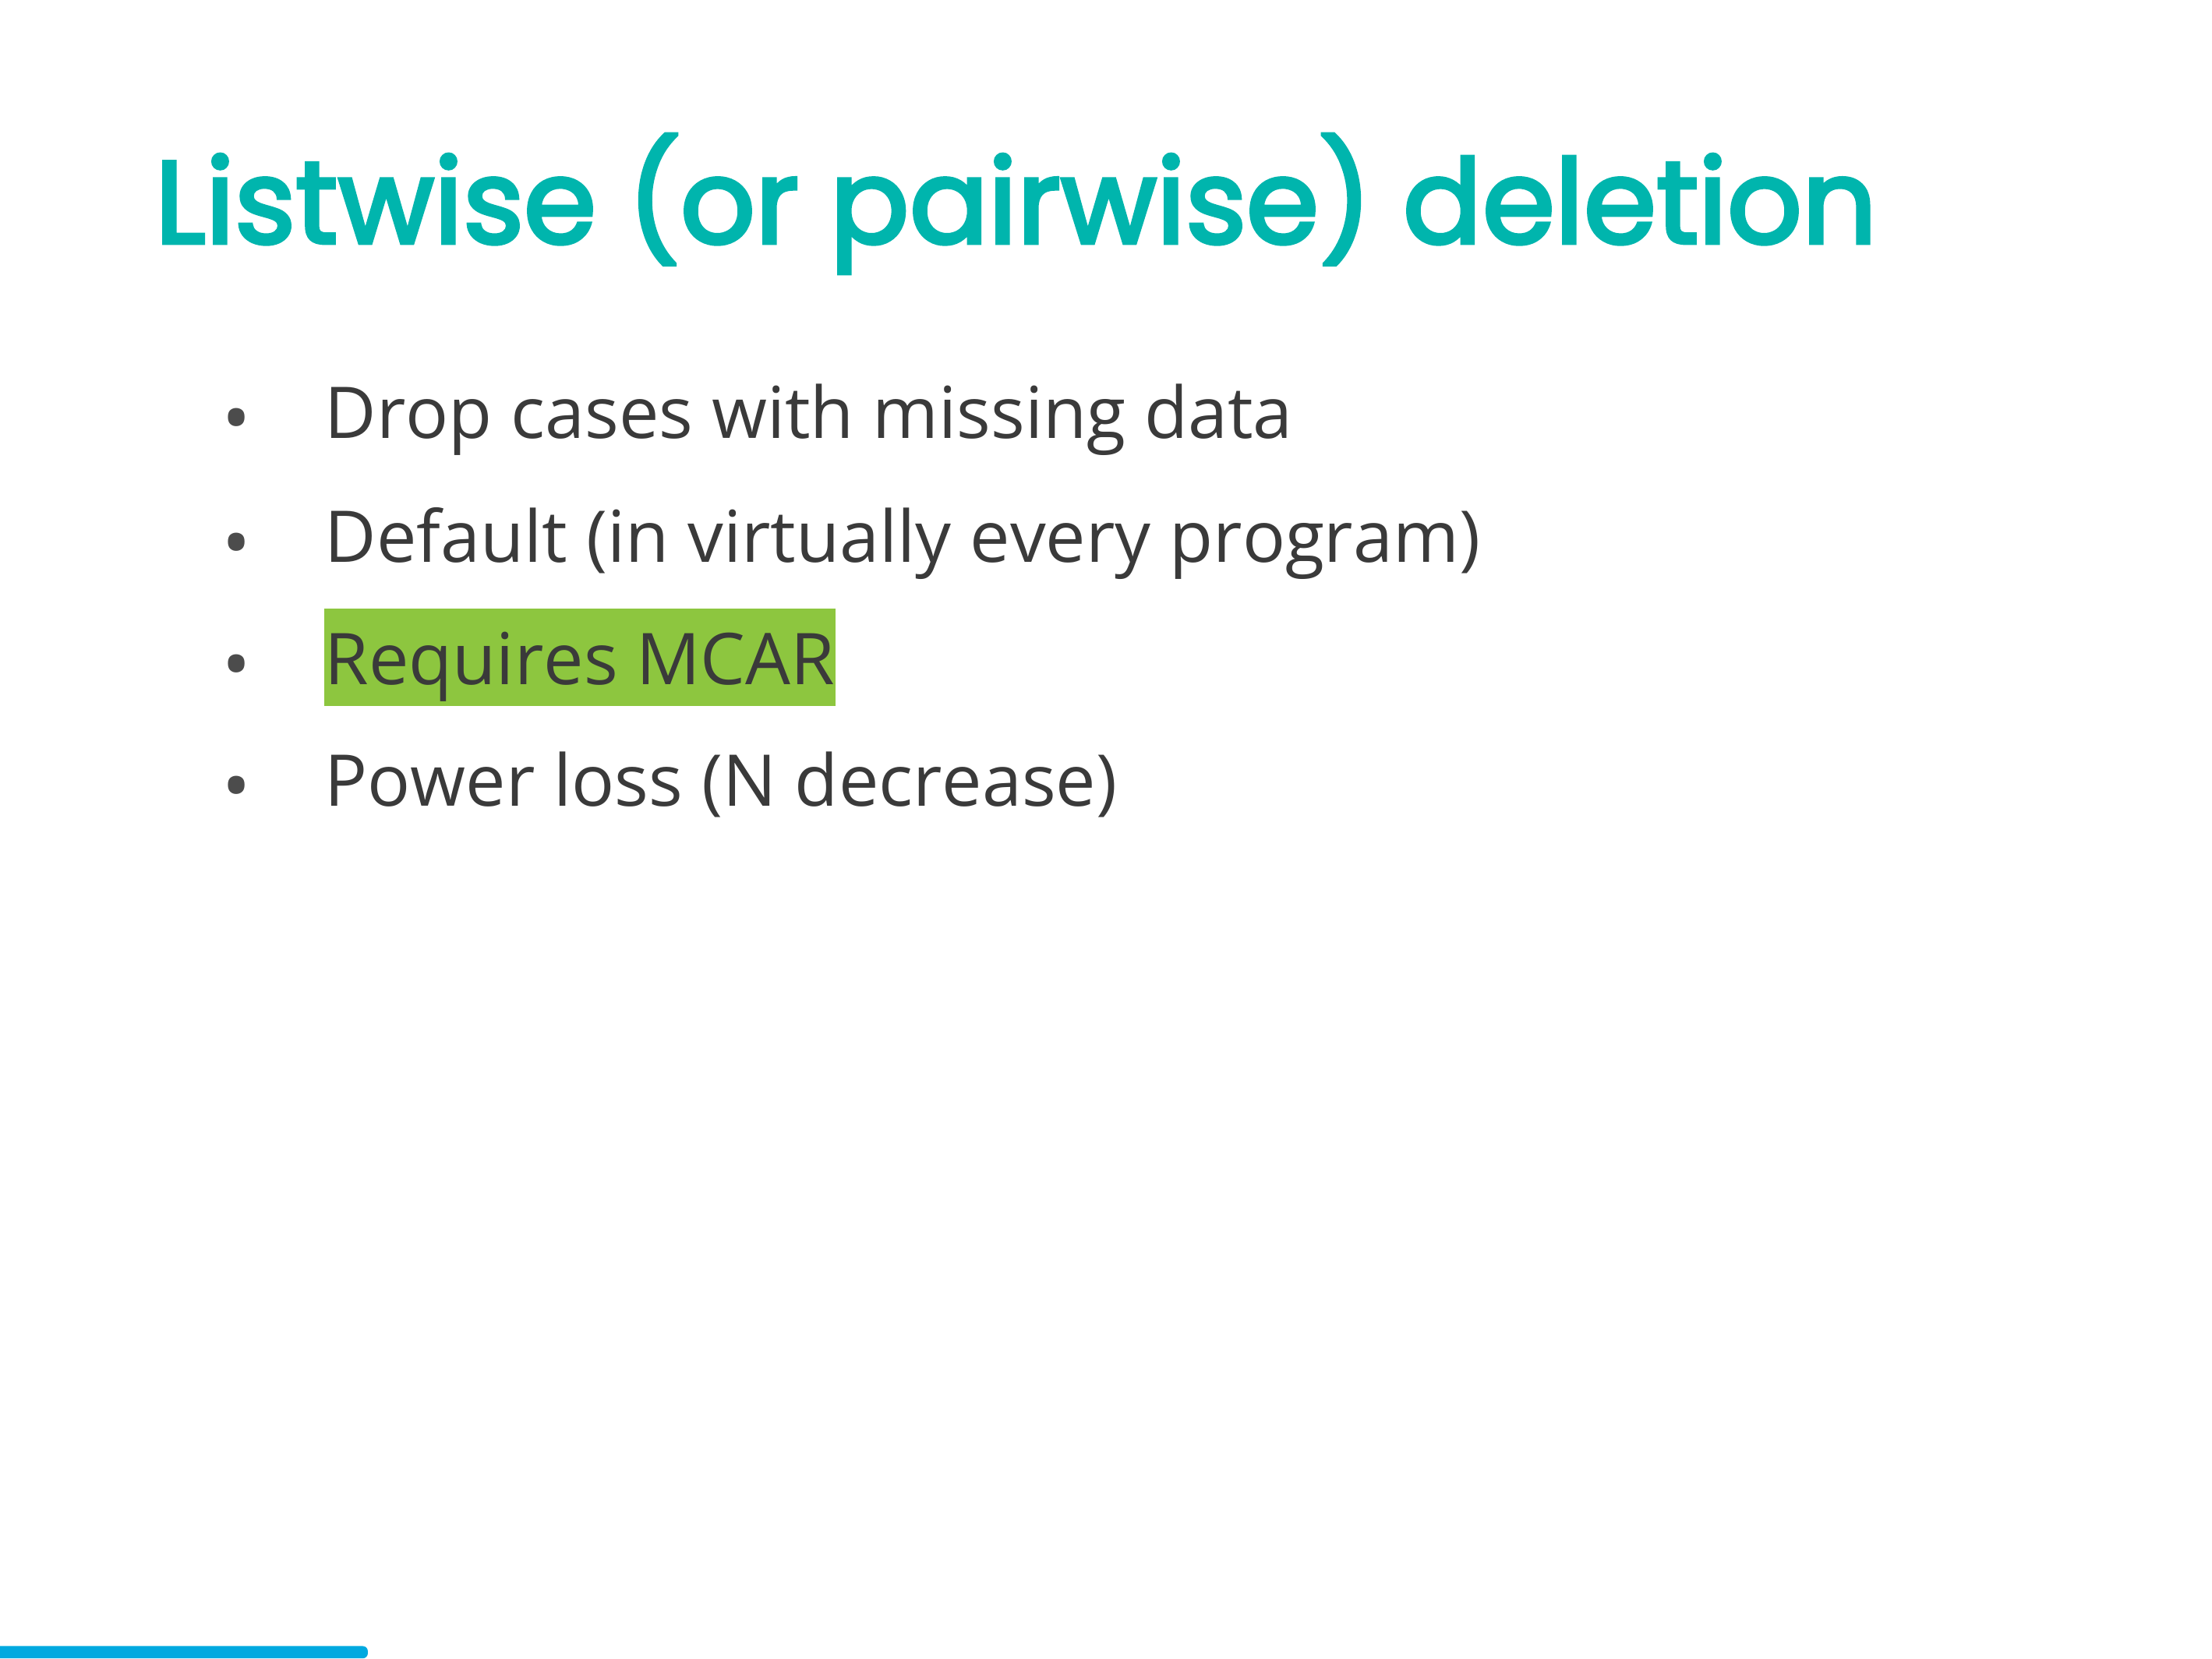 Listwise (or pairwise) deletion
• Drop cases with missing data
• Default (in virtually every program)
• Requires MCAR
• Power loss (N decrease)